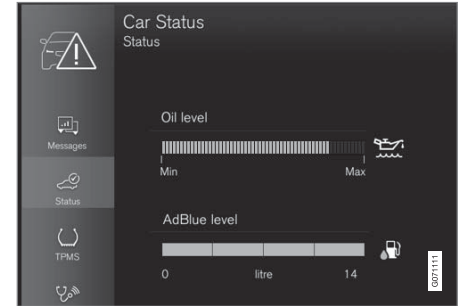 Car Status
Status
Messages
Status
TPMS
Oil level
Min Max
AdBlue level
0 litre 14
G071111